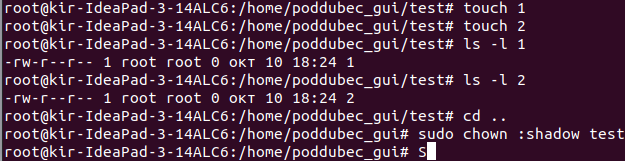 root@kir-IdeaPad-3-14ALC6:/home/poddubec_gui/test# touch 1
root@kir-IdeaPad-3-14ALC6:/home/poddubec_gui/test# touch 2
root@kir-IdeaPad-3-14ALC6:/home/poddubec_gui/test# ls -l 1
-rw-r--r-- 1 root root 0 окт 10 18:24 1
root@kir-IdeaPad-3-14ALC6:/home/poddubec_gui/test# ls -l 2
-rw-r--r-- 1 root root 0 окт 10 18:24 2
root@kir-IdeaPad-3-14ALC6:/home/poddubec_gui/test# cd ..
root@kir-IdeaPad-3-14ALC6:/home/poddubec_gui# sudo chown :shadow test
root@kir-IdeaPad-3-14ALC6:/home/poddubec_gui# S